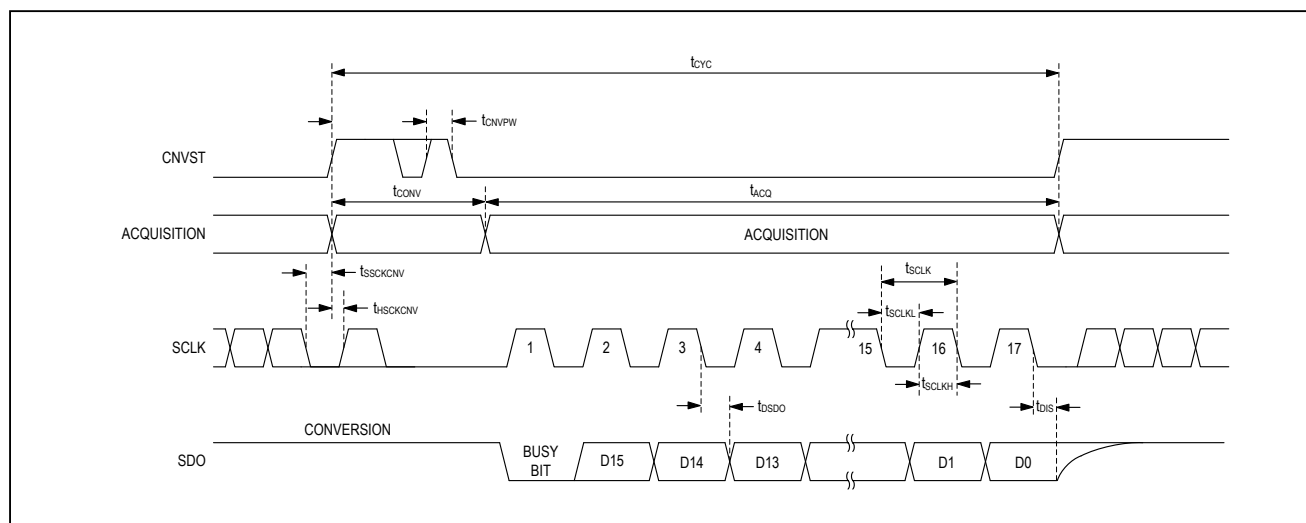 tCYC
tCNVPW
CNVST
tCONV
tACQ
ACQUISITION
ACQUISITION
tSSCKCNV
tHSCKCNV
tSCLK
tSCLKL
SCLK
1
2
3
4
15
16
17
tSCLKH
tDSDO
tDIS
CONVERSION
SDO
BUSY
BIT
D15
D14
D13
D1
D0